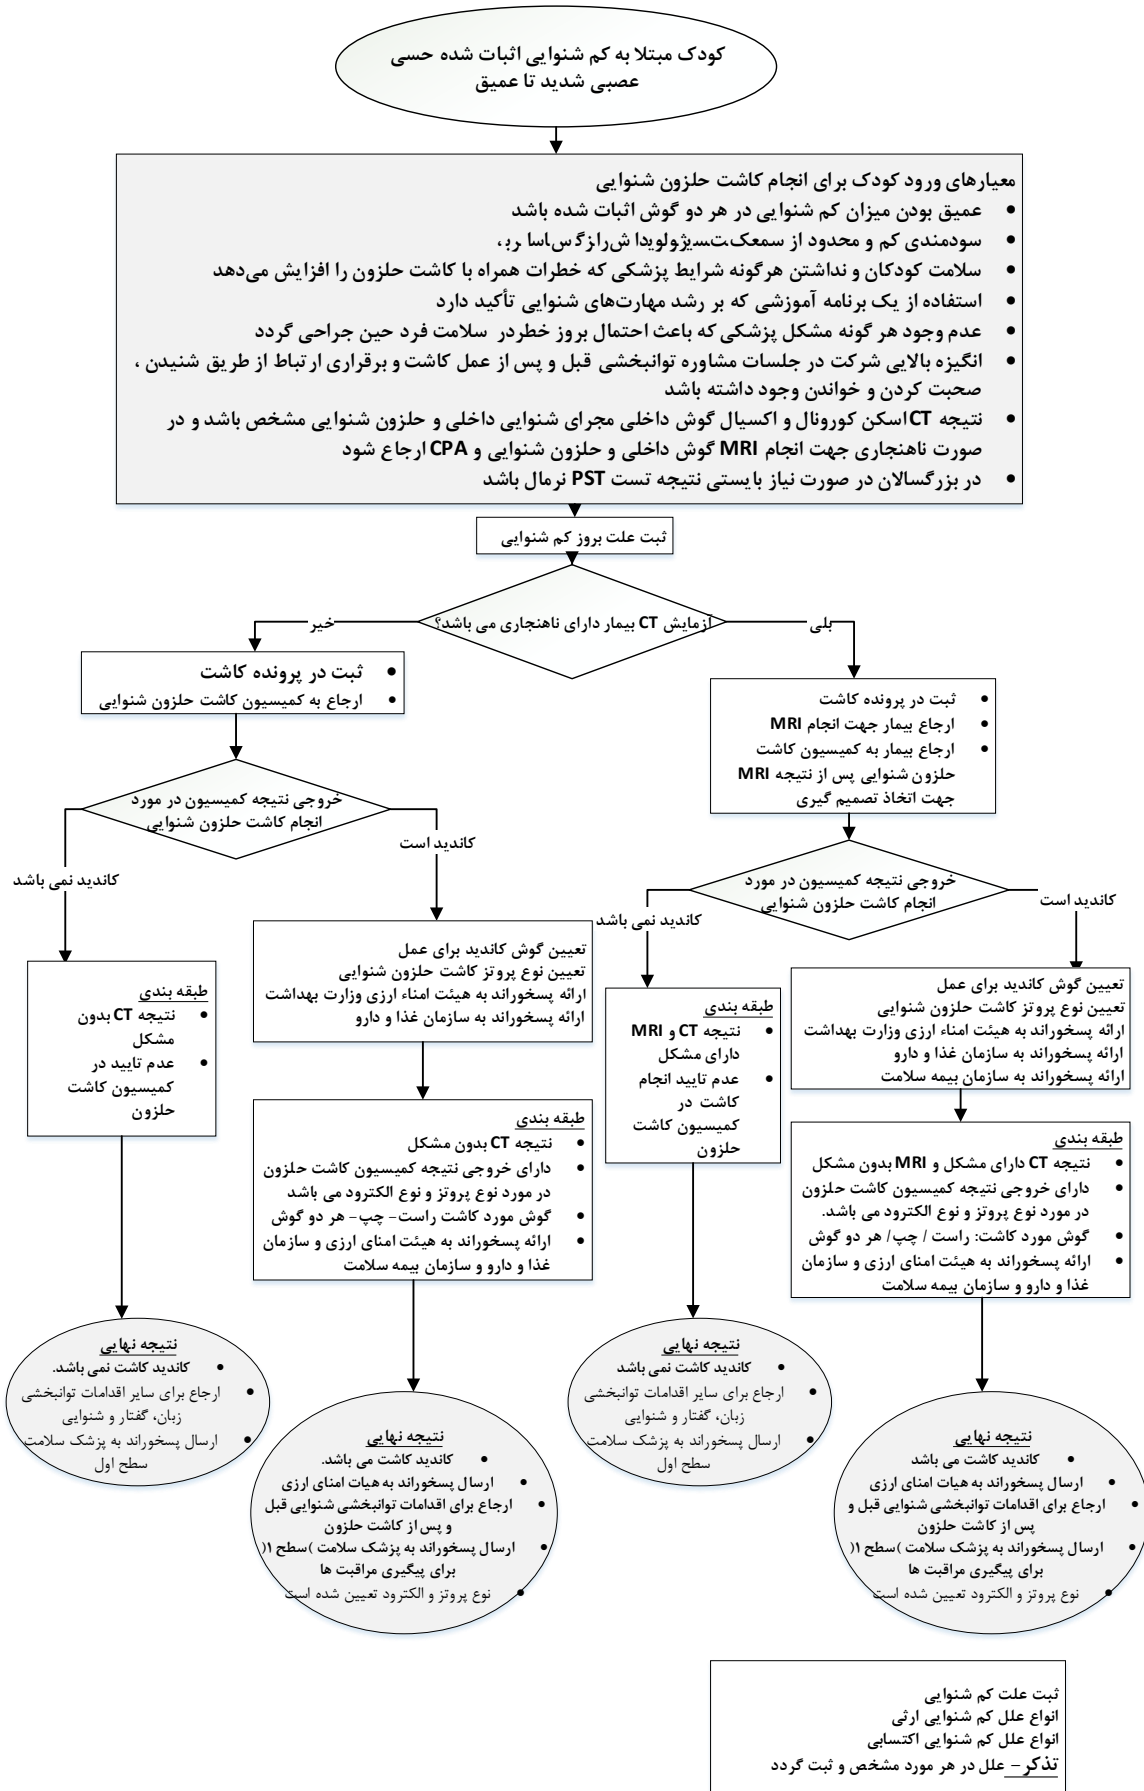 کودک مبتلا به کم شنوایی اثبات شده حسی
عصبی شدید تا عمیق
معیارهای ورود کودک برای انجام کاشت حلزون شنوایی
• عمیق بودن میزان کم شنوایی در هر دو گوش اثبات شده باشد
• سودمندی کم و محدود از
• سلامت کودکان و نداشتن هرگونه شرایط پزشکی که خطرات همراه با کاشت حلزون را افزایش می‌دهد
• استفاده از یک برنامه آموزشی که بر رشد مهارت‌های شنوایی تأکید دارد
• عدم وجود هر گونه مشکل پزشکی که باعث احتمال بروز خطردر سلامت فرد حین جراحی گردد
• انگیزه بالایی شرکت در جلسات مشاوره توانبخشی قبل و پس از عمل کاشت و برقراری ارتباط از طریق شنیدن ،
صحبت کردن و خواندن وجود داشته باشد
• نتیجه CTاسکن کورونال و اکسیال گوش داخلی مجرای شنوایی داخلی و حلزون شنوایی مشخص باشد و در
صورت ناهنجاری جهت انجام MRI گوش داخلی و حلزون شنوایی و CPA ارجاع شود
• در بزرگسالان در صورت نیاز بایستی نتیجه تست PST نرمال باشد
ثبت علت بروز کم شنوایی
آزمایش CT بیمار دارای ناهنجاری می باشد؟
بلی
خیر
• ثبت در پرونده کاشت
• ارجاع به کمیسیون کاشت حلزون شنوایی
• ثبت در پرونده کاشت
• ارجاع بیمار جهت انجام MRI
• ارجاع بیمار به کمیسیون کاشت
حلزون شنوایی پس از نتیجه MRI
جهت اتخاذ تصمیم گیری
خروجی نتیجه کمیسیون در مورد
انجام کاشت حلزون شنوایی
کاندید است
کاندید نمی باشد
خروجی نتیجه کمیسیون در مورد
انجام کاشت حلزون شنوایی
کاندید است
کاندید نمی باشد
تعیین گوش کاندید برای عمل
تعیین نوع پروتز کاشت حلزون شنوایی
ارائه پسخوراند به هیئت امناء ارزی وزارت بهداشت
ارائه پسخوراند به سازمان غذا و دارو
ارائه پسخوراند به سازمان بیمه سلامت
طبقه بندی
• نتیجه CT و MRI
دارای مشکل
• عدم تایید انجام
کاشت در
کمیسیون کاشت
حلزون
تعیین گوش کاندید برای عمل
تعیین نوع پروتز کاشت حلزون شنوایی
ارائه پسخوراند به هیئت امناء ارزی وزارت بهداشت
ارائه پسخوراند به سازمان غذا و دارو
طبقه بندی
• نتیجه CT بدون
مشکل
• عدم تایید در
کمیسیون کاشت
حلزون
طبقه بندی
• نتیجه CT دارای مشکل و MRI بدون مشکل
• دارای خروجی نتیجه کمیسیون کاشت حلزون
در مورد نوع پروتز و نوع الکترود می باشد.
• گوش مورد کاشت: راست / چپ/ هر دو گوش
• ارائه پسخوراند به هیئت امنای ارزی و سازمان
غذا و دارو و سازمان بیمه سلامت
طبقه بندی
• نتیجه CT بدون مشکل
• دارای خروجی نتیجه کمیسیون کاشت حلزون
در مورد نوع پروتز و نوع الکترود می باشد
• گوش مورد کاشت راست- چپ- هر دو گوش
• ارائه پسخوراند به هیئت امنای ارزی و سازمان
غذا و دارو و سازمان بیمه سلامت
نتیجه نهایی
• کاندید کاشت می باشد
• ارسال پسخوراند به هیات امنای ارزی
• ارجاع برای اقدامات توانبخشی شنوایی قبل و
پس از کاشت حلزون
• ارسال پسخوراند به پزشک سلامت )سطح ۱(
برای پیگیری مراقبت ها
• نوع پروتز و الکترود تعیین شده است
نتیجه نهایی
• کاندید کاشت نمی باشد
• ارجاع برای سایر اقدامات توانبخشی
زبان، گفتار و شنوایی
• ارسال پسخوراند به پزشک سلامت
سطح اول
نتیجه نهایی
• کاندید کاشت می باشد.
• ارسال پسخوراند به هیات امنای ارزی
• ارجاع برای اقدامات توانبخشی شنوایی قبل
و پس از کاشت حلزون
• ارسال پسخوراند به پزشک سلامت )سطح ۱(
برای پیگیری مراقبت ها
• نوع پروتز و الکترود تعیین شده است
نتیجه نهایی
• کاندید کاشت نمی باشد.
• ارجاع برای سایر اقدامات توانبخشی
زبان، گفتار و شنوایی
• ارسال پسخوراند به پزشک سلامت
سطح اول
ثبت علت کم شنوایی
انواع علل کم شنوایی ارثی
انواع علل کم شنوایی اکتسابی
تذکر – علل در هر مورد مشخص و ثبت گردد